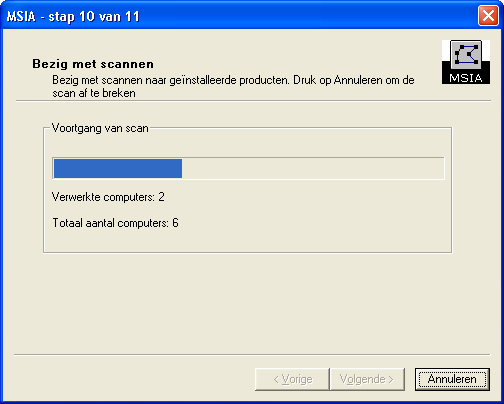 MSIA - stap 10 van 11
Bezig met scannen
Bezig met scannen naar geïnstalleerde producten. Druk op Annuleren om de
scan af te breken
MSIA
Voortgang van scan
Verwerkte computers: 2
Totaal aantal computers: 6
< Vorige
Volgende >
Annuleren